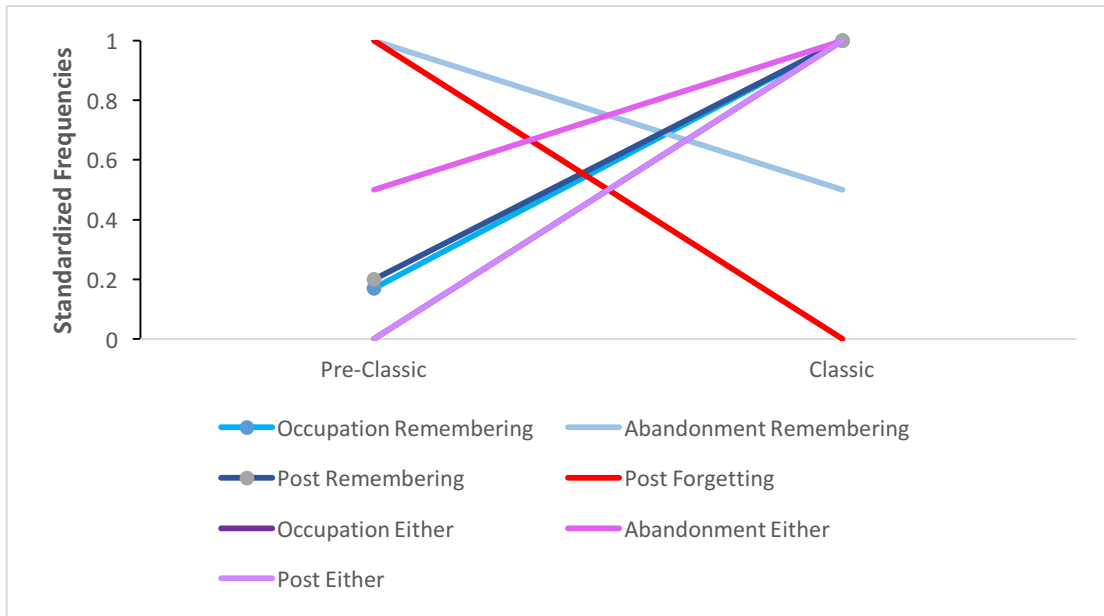 Standardized Frequencies
1
0.8
0.6
0.4
0.2
0
Pre-Classic
Classic
Occupation Remembering
Abandonment Remembering
Post Remembering
Post Forgetting
Occupation Either
Abandonment Either
Post Either